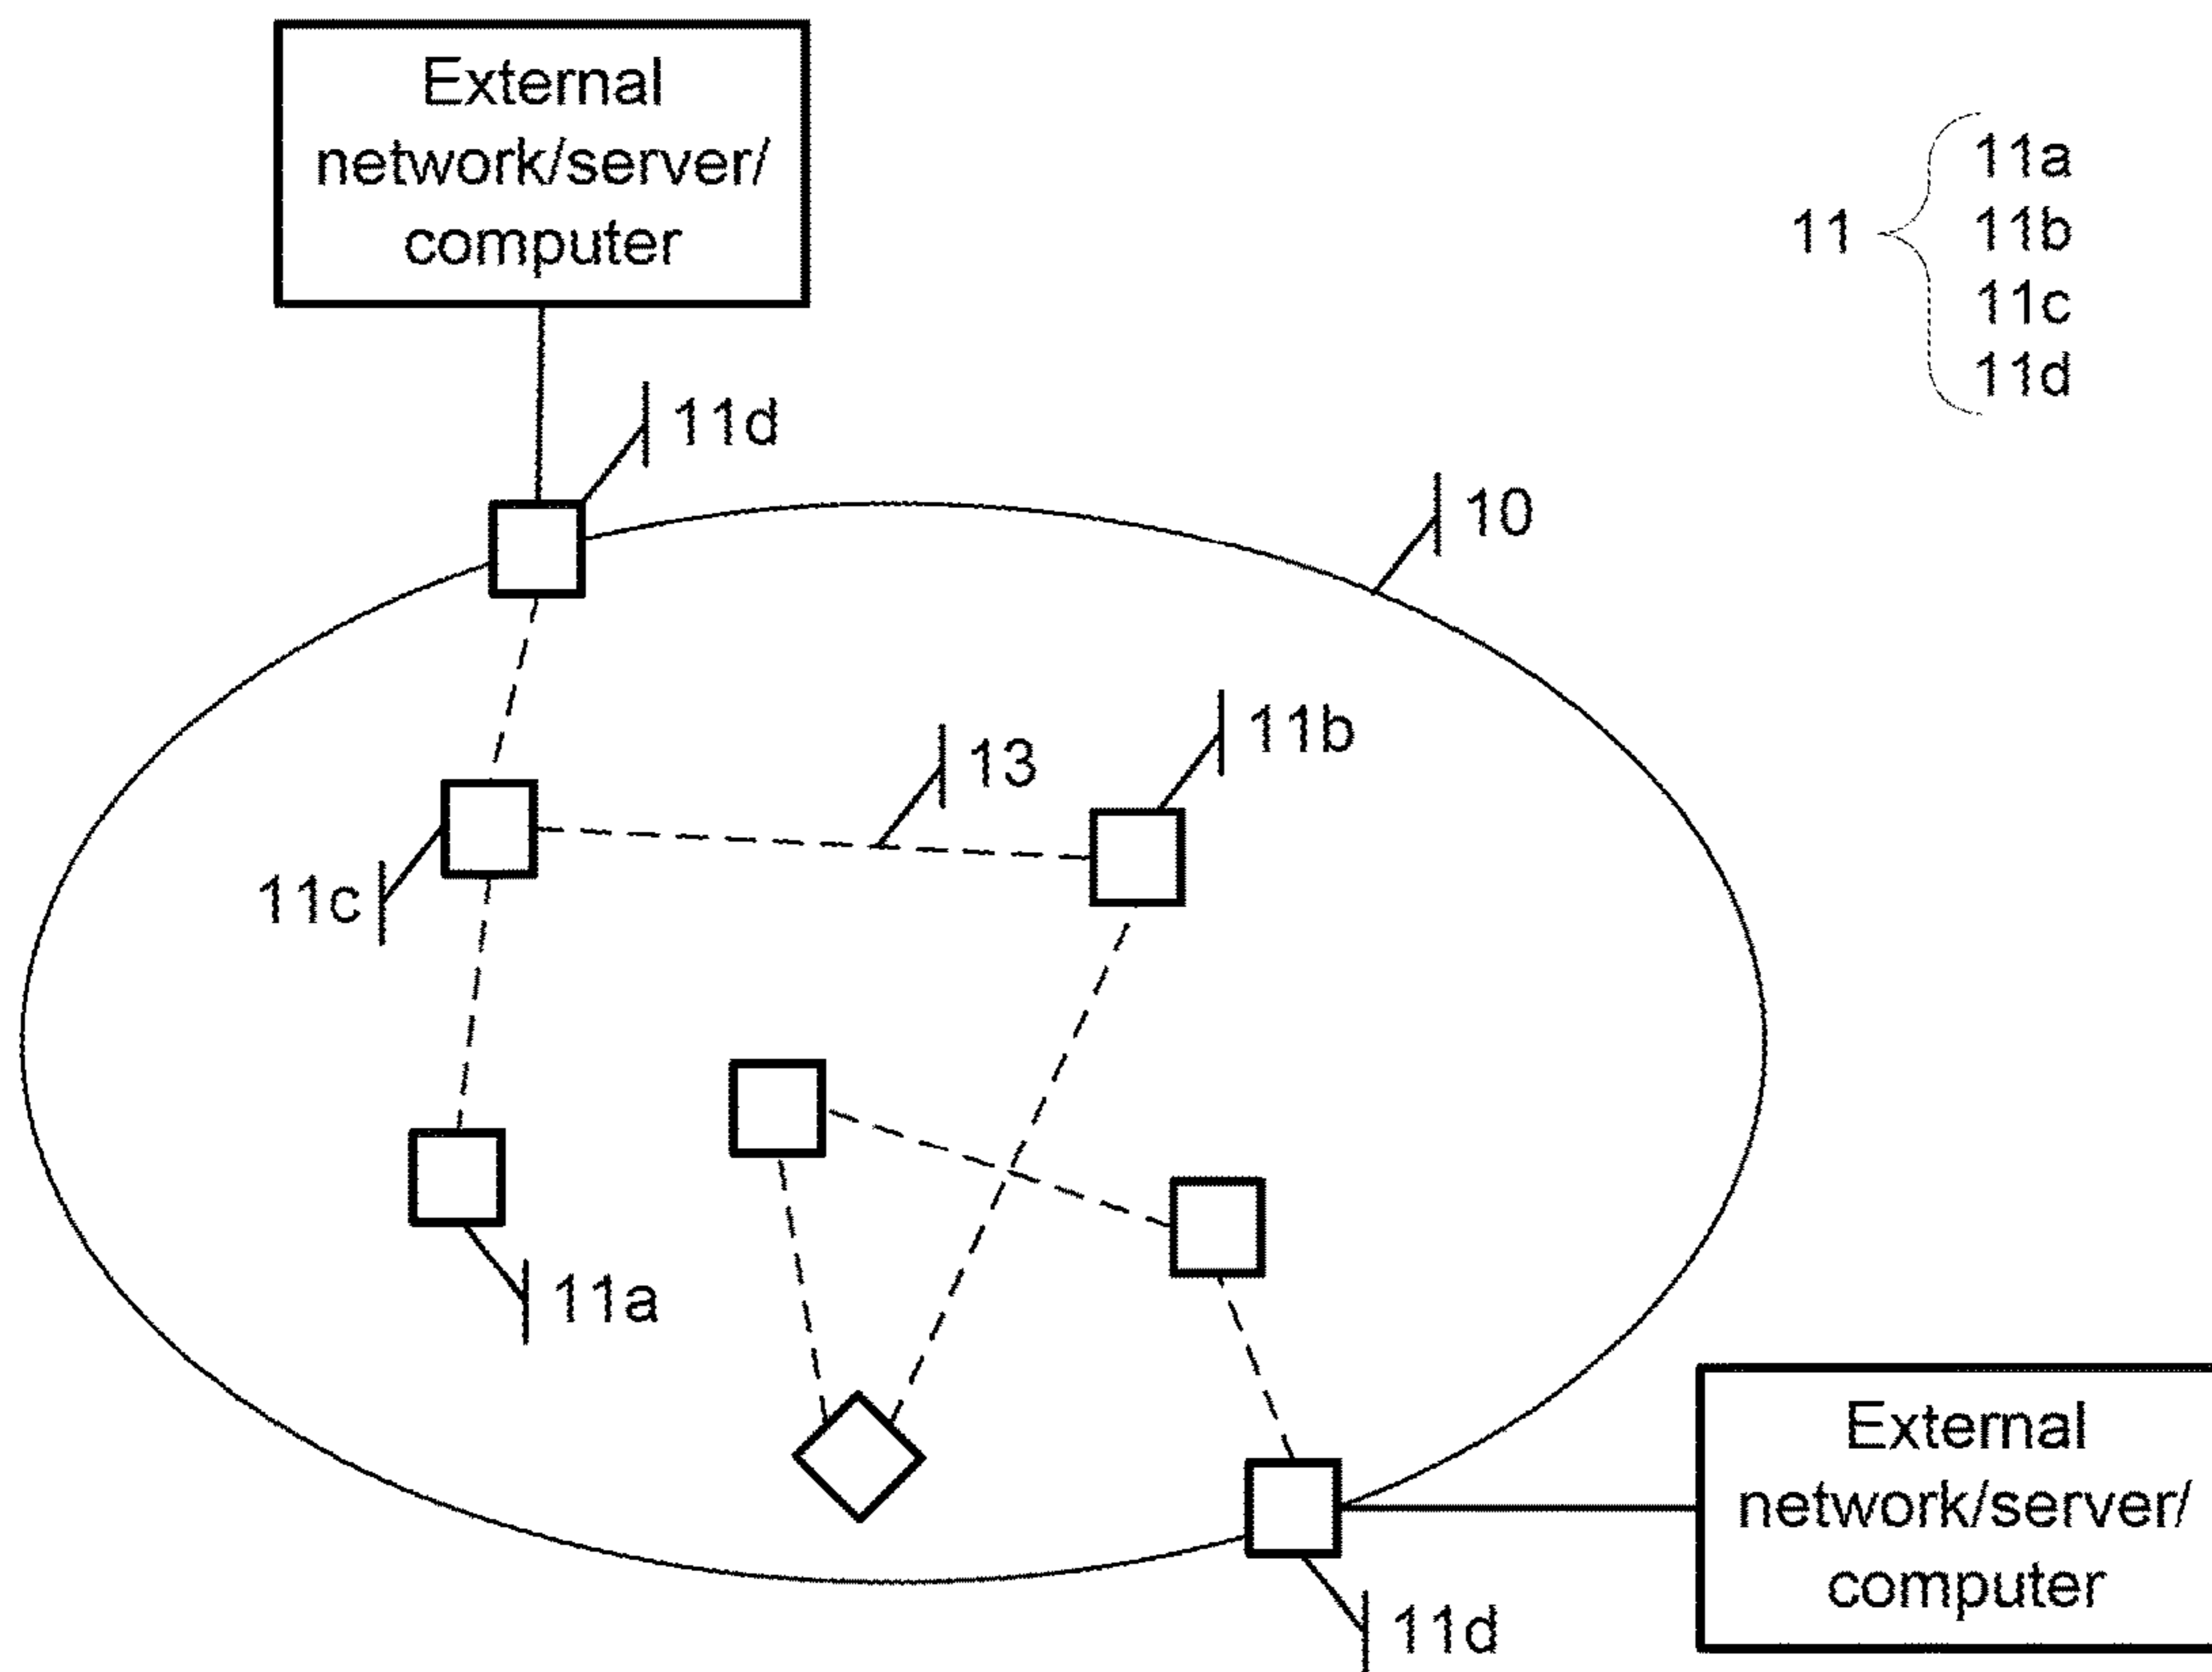 External
network/server/
computer
11
11a
11b
11c
11d
11d
10
13
11b
11c
11a
External
network/server/
computer
11d